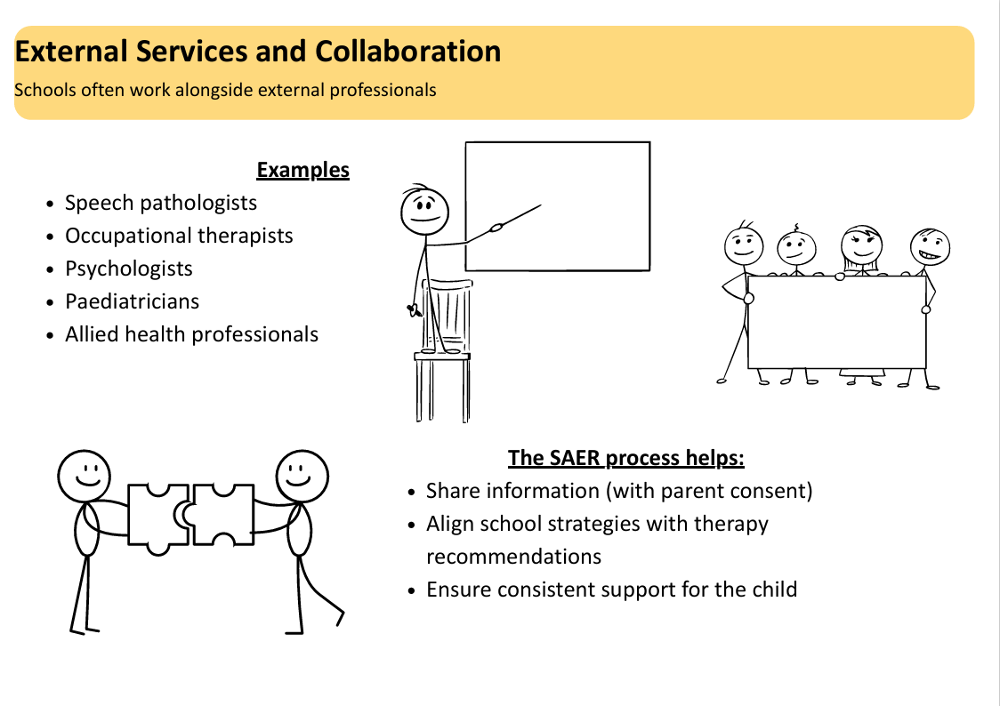 External Services and Collaboration
Schools often work alongside external professionals
Examples
• Speech pathologists
• Occupational therapists
• Psychologists
• Paediatricians
• Allied health professionals
The SAER process helps:
• Share information (with parent consent)
• Align school strategies with therapy
recommendations
• Ensure consistent support for the child